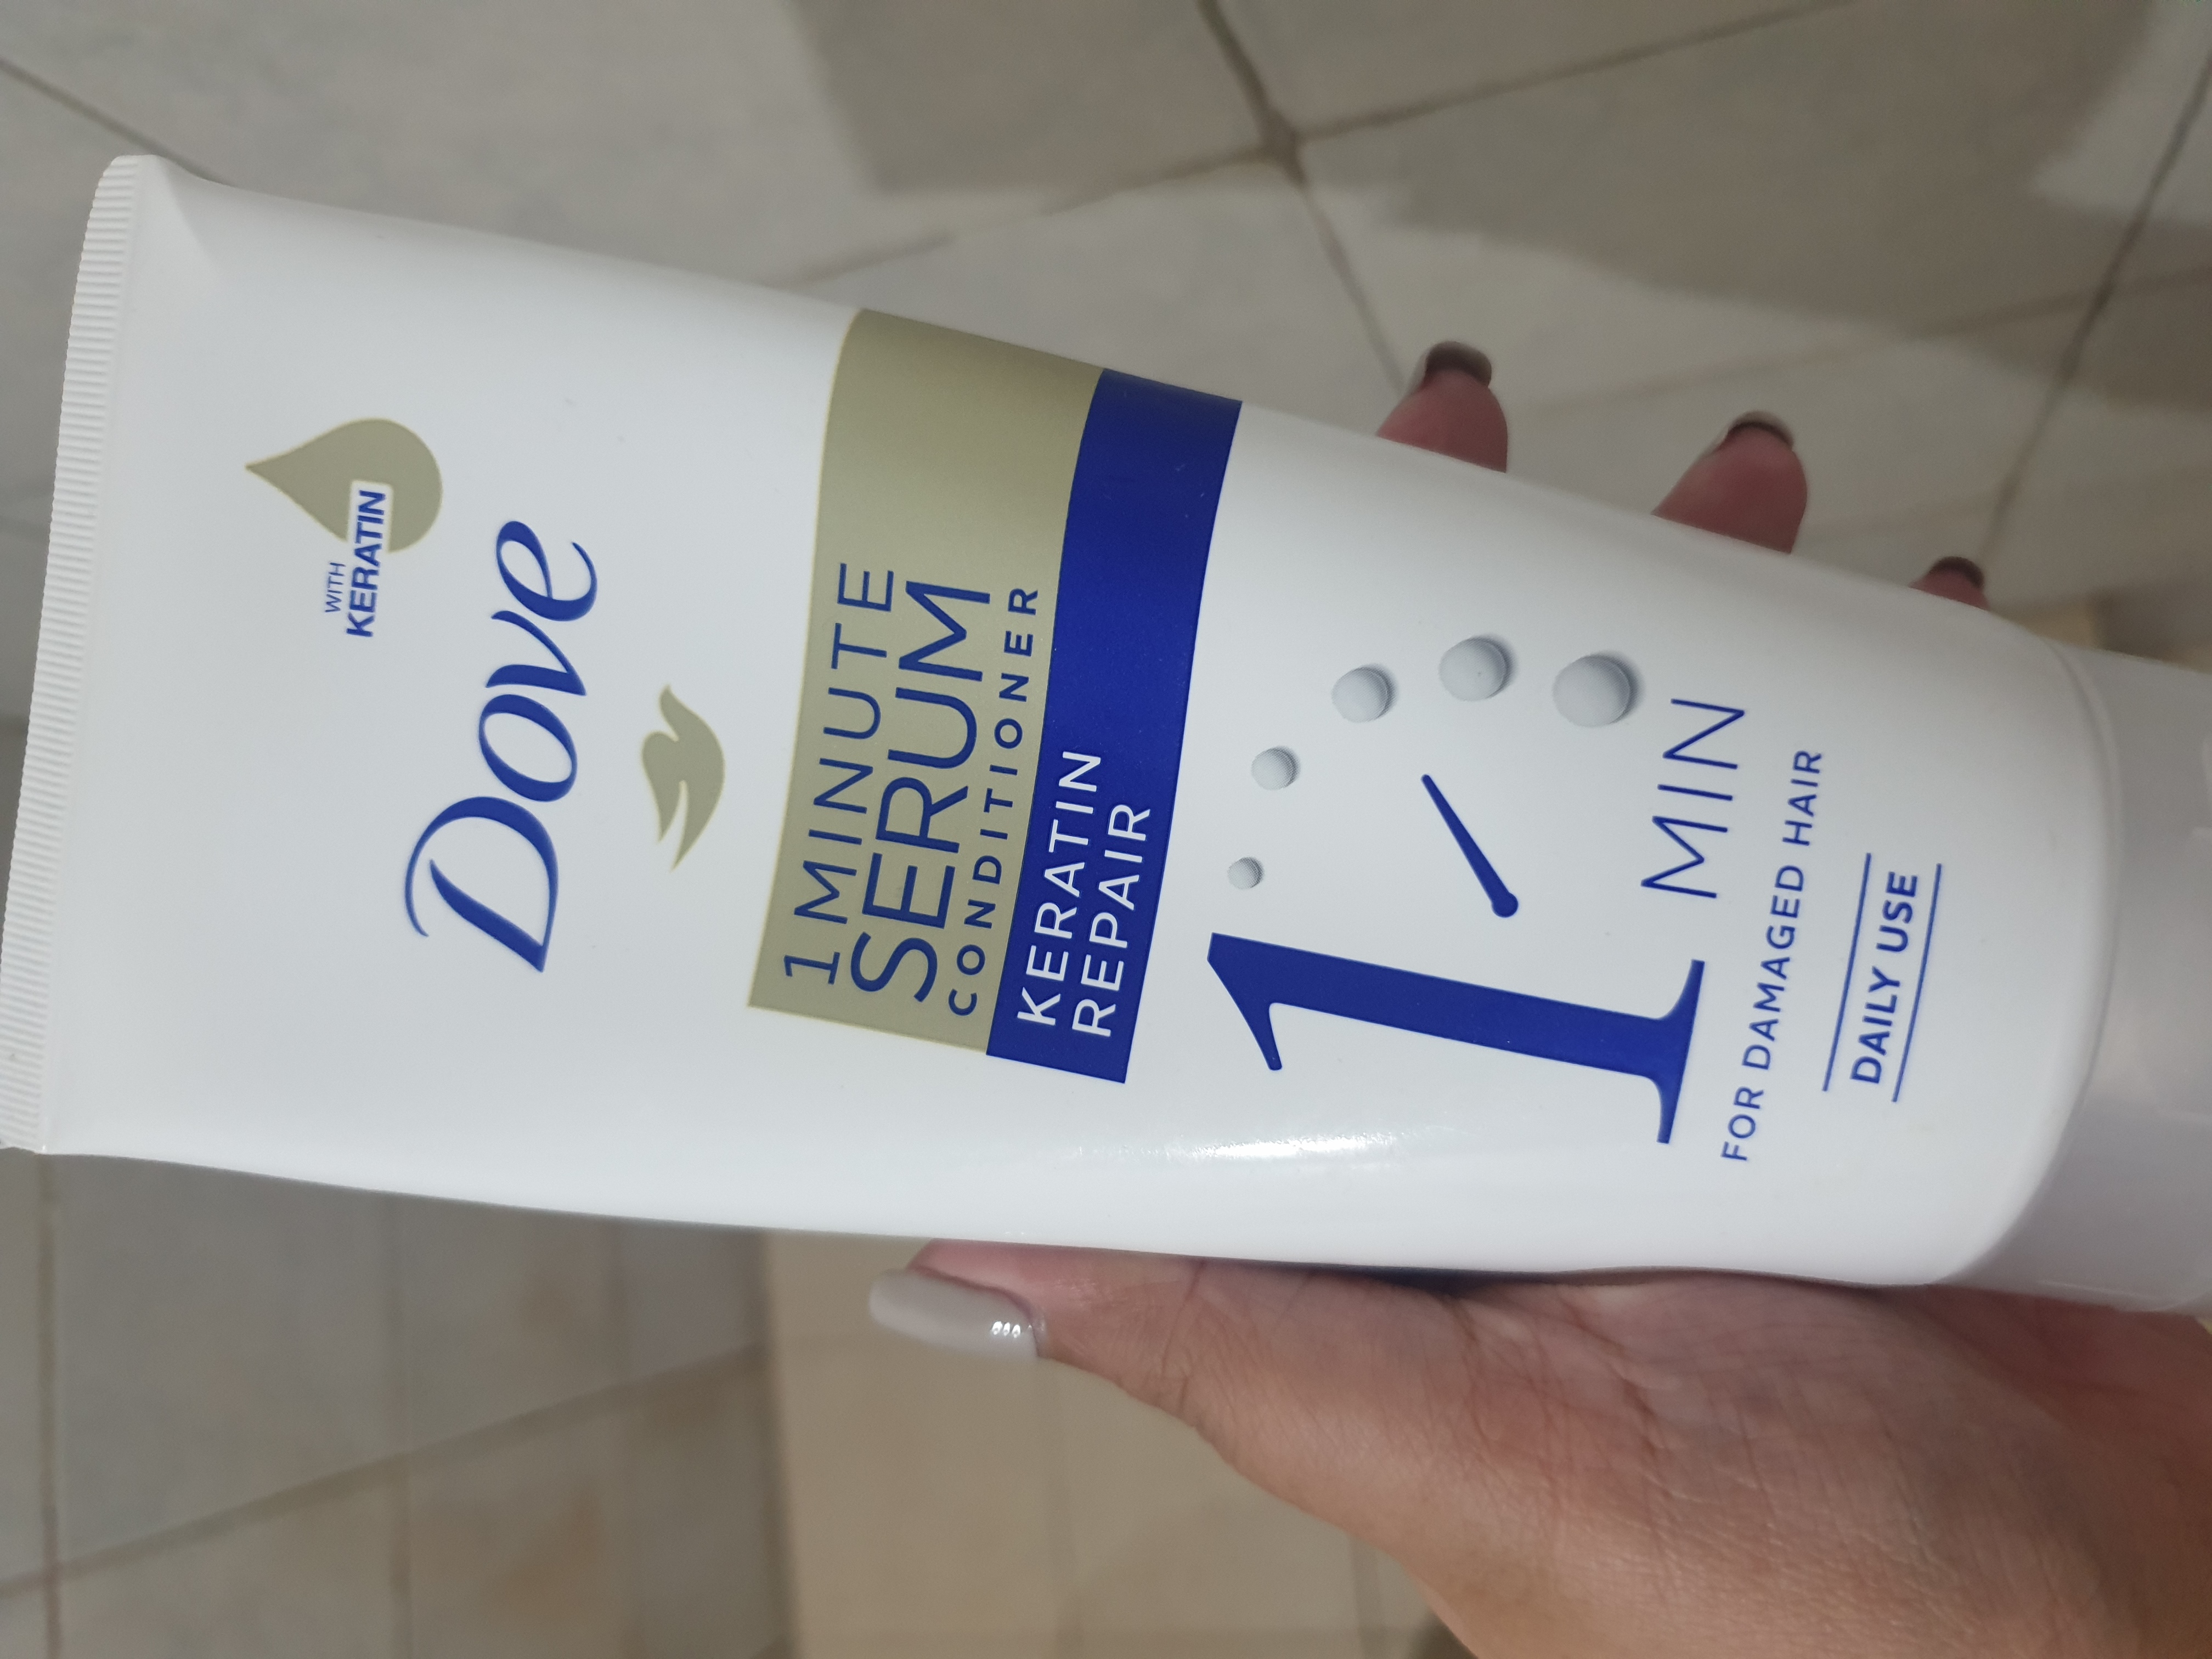 WITH
KERATIN
Dove
1 MINUTE
SERUM
CONDITIONER
KERATIN
REPAIR
1 MIN
FOR DAMAGED HAIR
DAILY USE